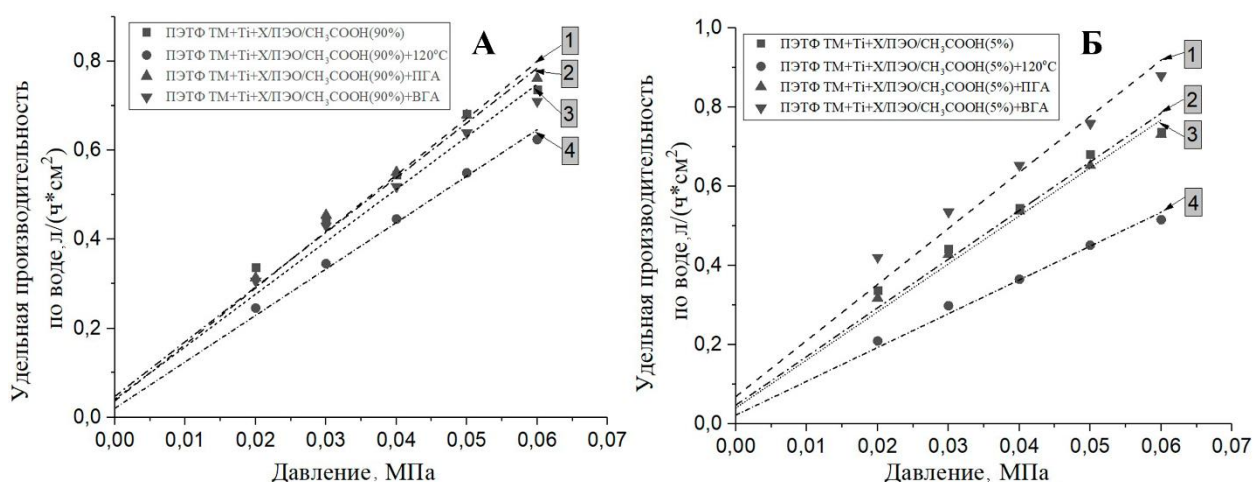 А
ПЭТФ ТМ+Ti+Х/ПЭО/CH₃COOH(90%)
ПЭТФ ТМ+Ti+Х/ПЭО/CH₃COOH(90%)+120°C
ПЭТФ ТМ+Ti+Х/ПЭО/CH₃COOH(90%)+ПГА
ПЭТФ ТМ+Ti+Х/ПЭО/CH₃COOH(90%)+ВГА
1
2
3
4
Удельная производительность
по воде, л/(ч*см²)
0,8
0,6
0,4
0,2
0,0
0,00 0,01 0,02 0,03 0,04 0,05 0,06 0,07
Давление, МПа
Б
ПЭТФ ТМ+Ti+Х/ПЭО/CH₃COOH(5%)
ПЭТФ ТМ+Ti+Х/ПЭО/CH₃COOH(5%)+120°C
ПЭТФ ТМ+Ti+Х/ПЭО/CH₃COOH(5%)+ПГА
ПЭТФ ТМ+Ti+Х/ПЭО/CH₃COOH(5%)+ВГА
1
2
3
4
Удельная производительность
по воде, л/(ч*см²)
1,0
0,8
0,6
0,4
0,2
0,0
0,00 0,01 0,02 0,03 0,04 0,05 0,06 0,07
Давление, МПа